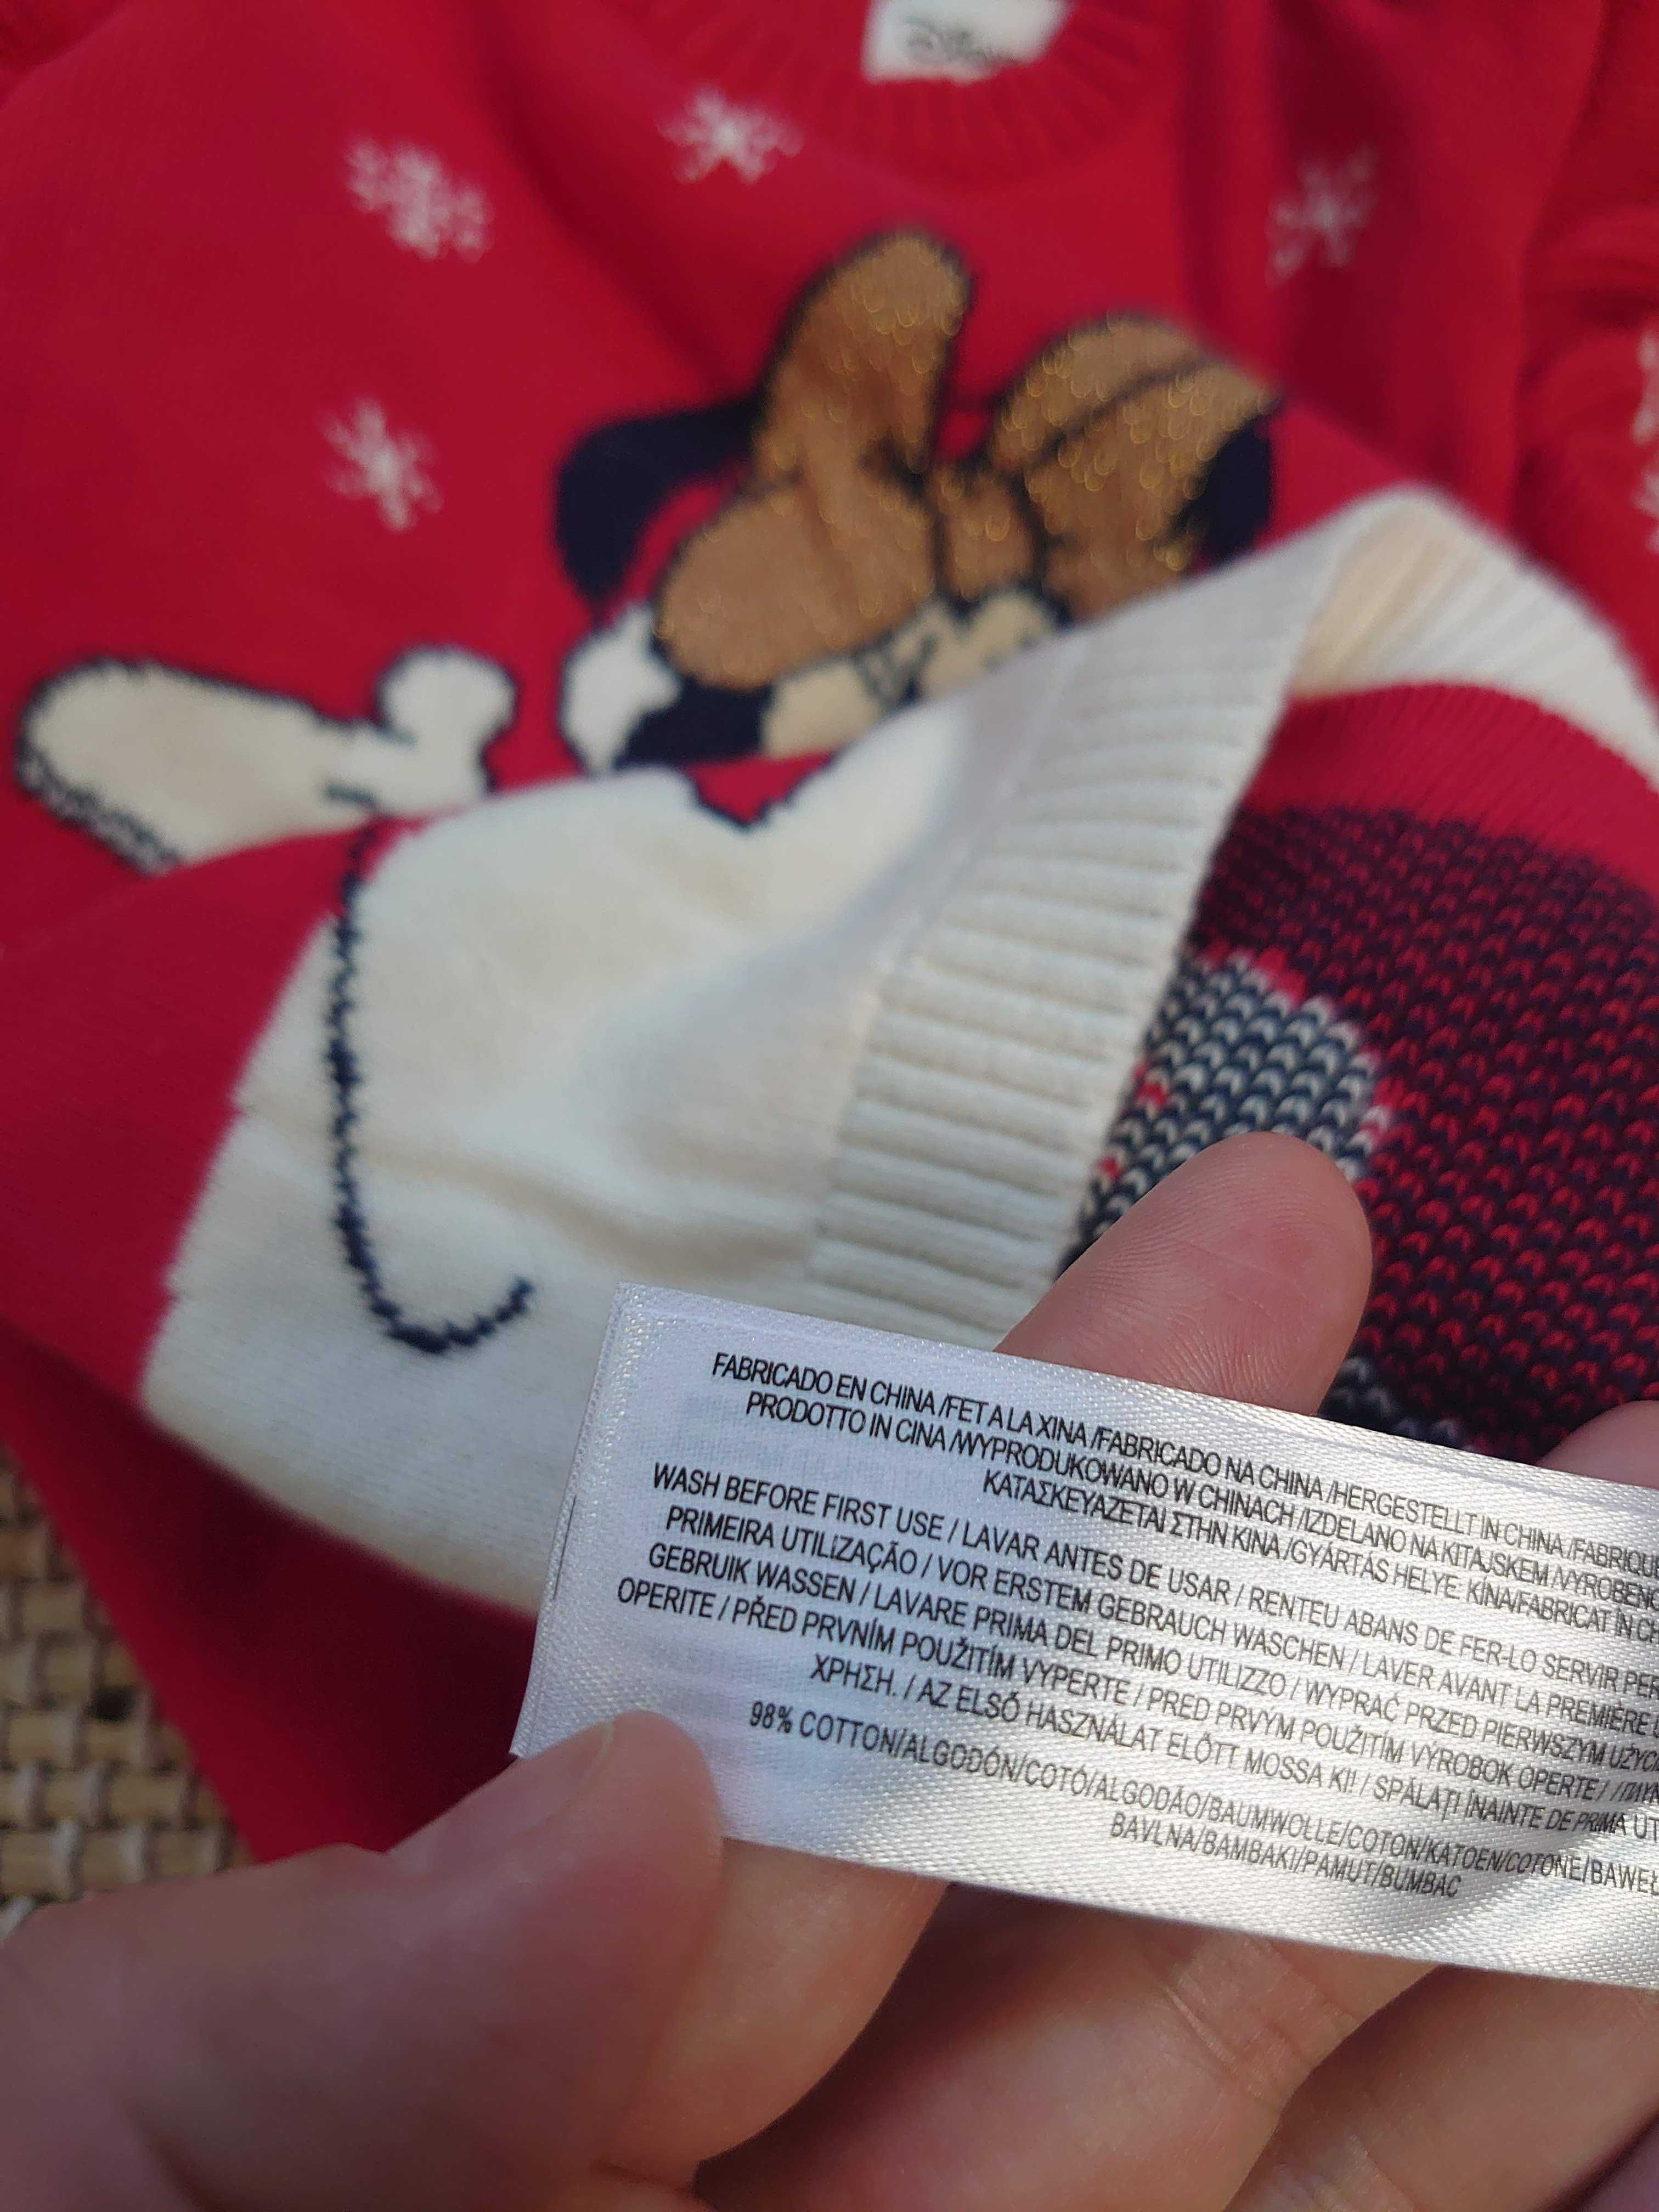 Disney
FABRICADO EN CHINA /FET A LA XINA /FABRICADO NA CHINA /HERGESTELLT IN CHINA /FABRIQUÉ
PRODOTTO IN CINA /WYPRODUKOWANO W CHINACH /IZDELANO NA KITAJSKEM /VYROBENO
ΚΑΤΑΣΚΕΥΑΖΕΤΑΙ ΣΤΗΝ ΚΙΝΑ /GYÁRTÁS HELYE: KÍNA/FABRICAT ÎN CH
WASH BEFORE FIRST USE / LAVAR ANTES DE USAR / RENTEU ABANS DE FER-LO SERVIR PER
PRIMEIRA UTILIZAÇÃO / VOR ERSTEM GEBRAUCH WASCHEN / LAVER AVANT LA PREMIÈRE
GEBRUIK WASSEN / LAVARE PRIMA DEL PRIMO UTILIZZO / WYPRAĆ PRZED PIERWSZYM UŻYCI
OPERITE / PŘED PRVNÍM POUŽITÍM VYPERTE / PRED PRVÝM POUŽITÍM VÝROBOK OPERTE /
ΧΡΗΣΗ. / AZ ELSŐ HASZNÁLAT ELŐTT MOSSA KI! / SPĂLAȚI ÎNAINTE DE PRIMA UT
98% COTTON/ALGODÓN/COTÓ/ALGODÃO/BAUMWOLLE/COTON/KATOEN/COTONE/BAWEŁ
BAVLNA/BAMBAKI/PAMUT/BUMBAC